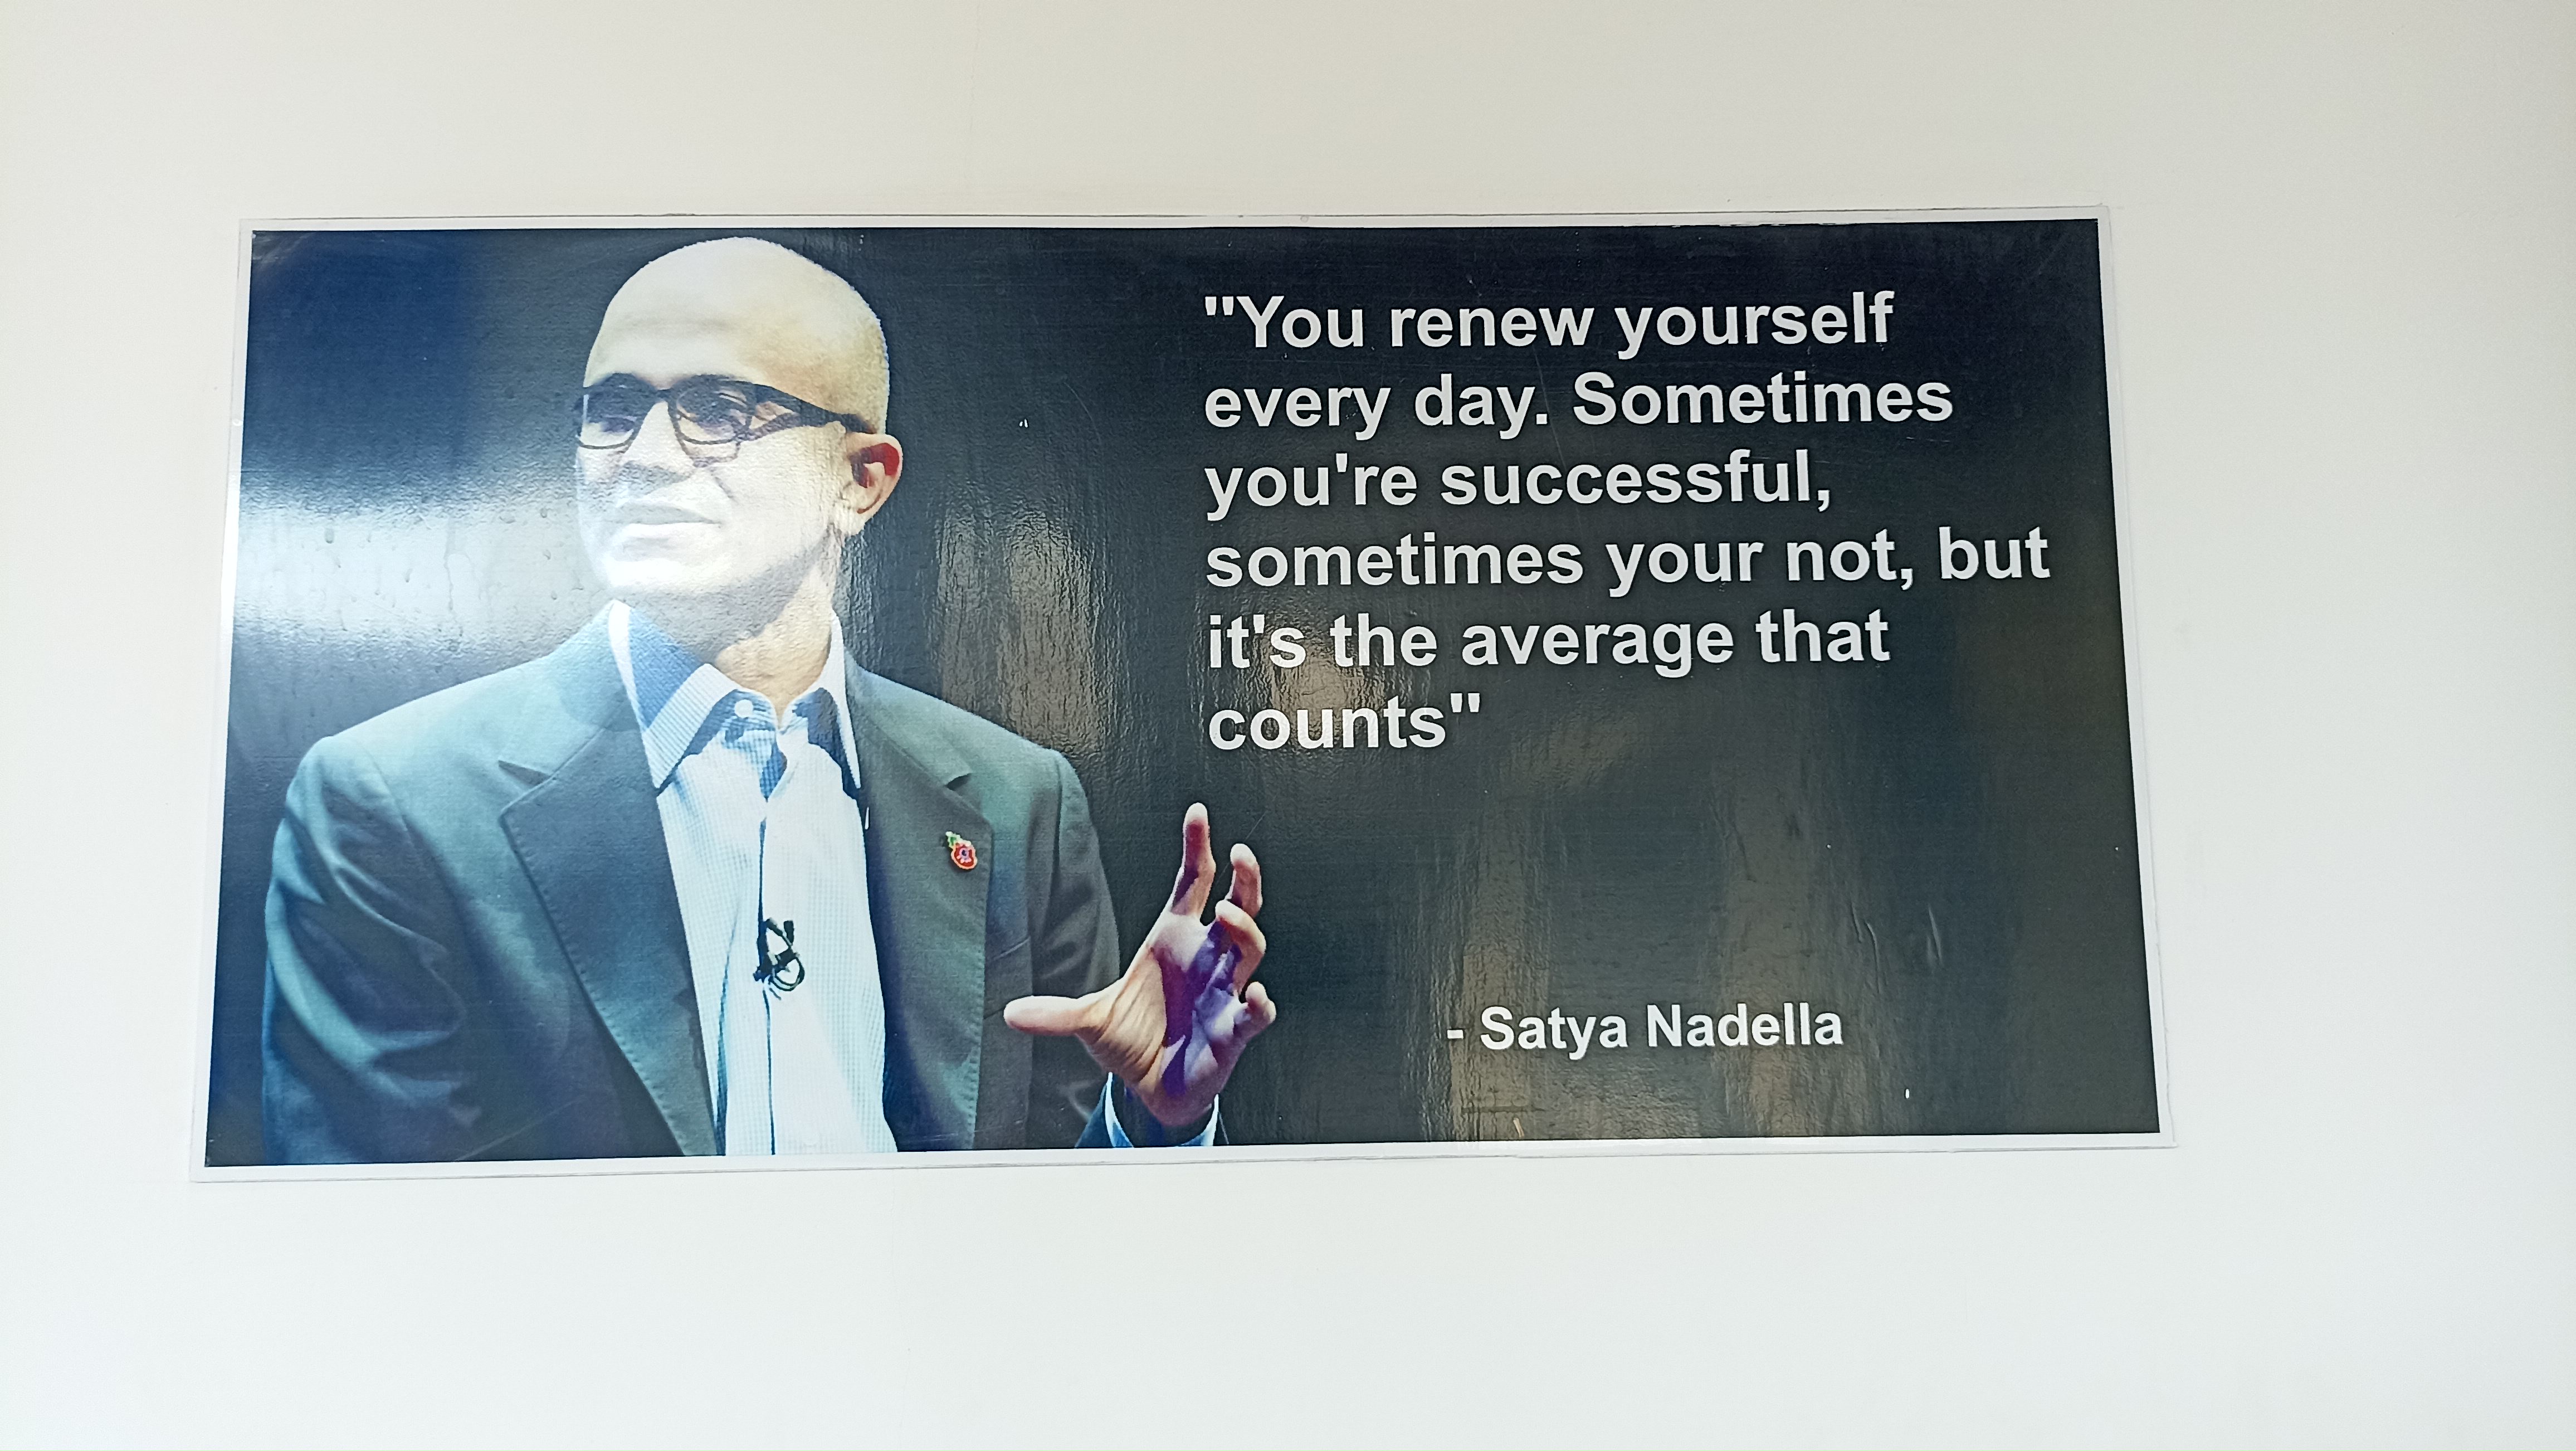 "You renew yourself
every day. Sometimes
you're successful,
sometimes your not, but
it's the average that
counts"
- Satya Nadella